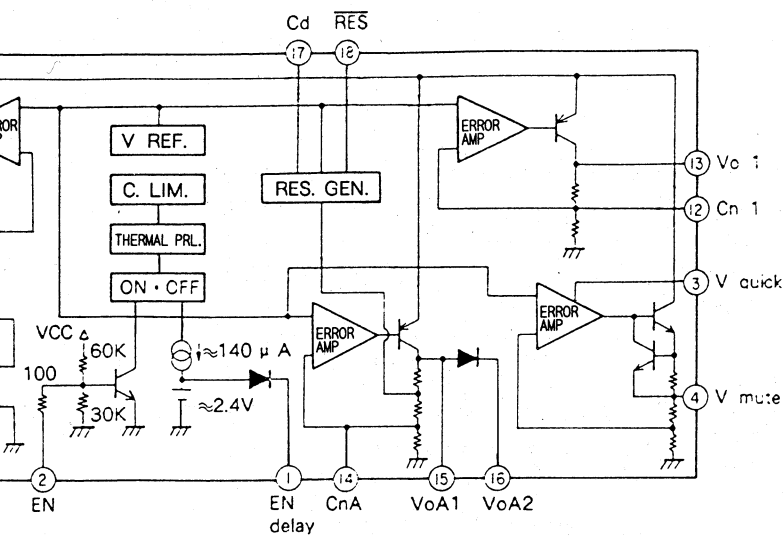 Cd
RES
17
18
ERROR
AMP
V REF.
C. LIM.
THERMAL PRL.
ON · OFF
RES. GEN.
ERROR
AMP
13
Vo 1
12
Cn 1
3
V quick
ERROR
AMP
ERROR
AMP
VCC
60K
100
30K
≈140 μ A
≈2.4V
4
V mute
2
1
14
15
16
EN
EN
delay
CnA
VoA1
VoA2